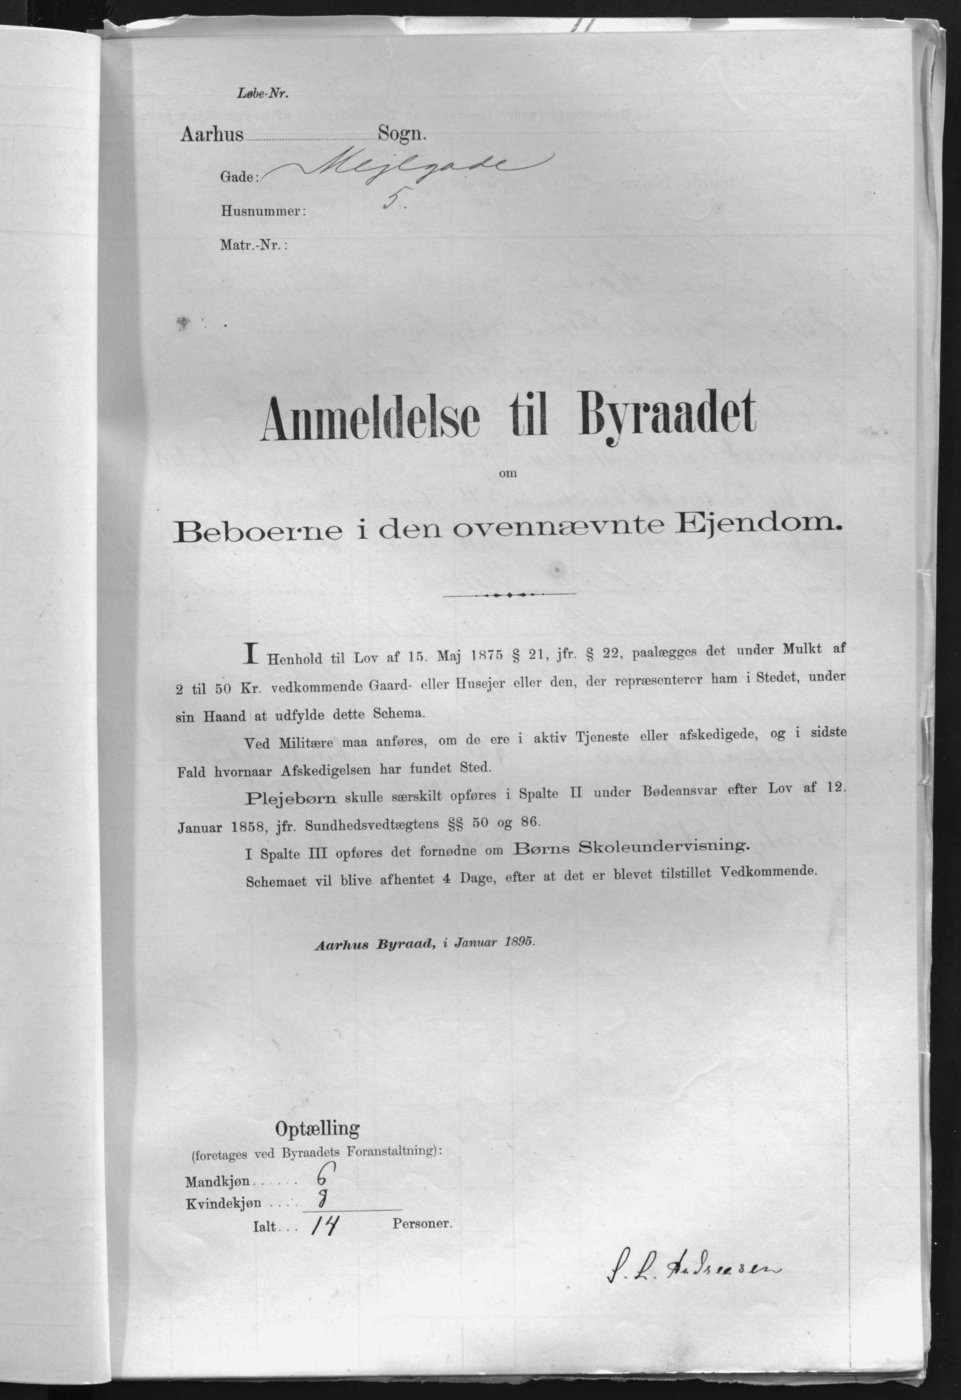 Løbe-Nr.
Aarhus Sogn.
Gade: Mejlgade
Husnummer: 5.
Matr.-Nr.:
Anmeldelse til Byraadet
om
Beboerne i den ovennævnte Ejendom.
I Henhold til Lov af 15. Maj 1875 § 21, jfr. § 22, paalægges det under Mulkt af
2 til 50 Kr. vedkommende Gaard- eller Husejer eller den, der repræsenterer ham i Stedet, under
sin Haand at udfylde dette Schema.
Ved Militære maa anføres, om de ere i aktiv Tjeneste eller afskedigede, og i sidste
Fald hvornaar Afskedigelsen har fundet Sted.
Plejebørn skulle særskilt opføres i Spalte II under Bødeansvar efter Lov af 12.
Januar 1858, jfr. Sundhedsvedtægtens §§ 50 og 86.
I Spalte III opføres det fornødne om Børns Skoleundervisning.
Schemaet vil blive afhentet 4 Dage, efter at det er blevet tilstillet Vedkommende.
Aarhus Byraad, i Januar 1895.
Optælling
(foretages ved Byraadets Foranstaltning):
Mandkjøn...... 6
Kvindekjøn .... 8
Ialt... 14 Personer.
S. L. Andreasen